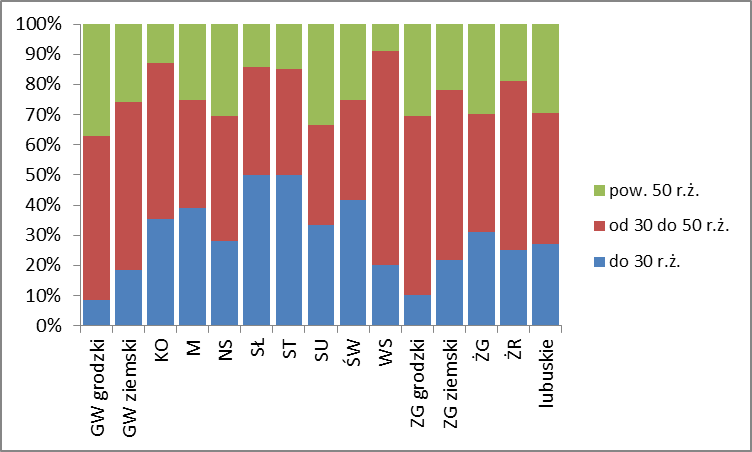 100%
90%
80%
70%
60%
50%
40%
30%
20%
10%
0%
GW grodzki
GW ziemski
KO
M
NS
SŁ
ST
SU
ŚW
WS
ZG grodzki
ZG ziemski
ŻG
ŻR
lubuskie
pow. 50 r.ż.
od 30 do 50 r.ż.
do 30 r.ż.